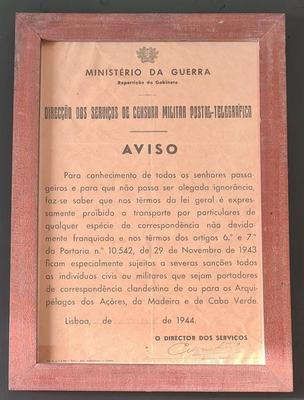 MINISTÉRIO DA GUERRA
Repartição do Gabinete
DIRECÇÃO DOS SERVIÇOS DE CENSURA MILITAR POSTAL-TELEGRÁFICA
AVISO
Para conhecimento de todos os senhores passa-
geiros e para que não possa ser alegada ignorância,
faz-se saber que nos têrmos da lei geral é expres-
samente proïbido o transporte por particulares de
qualquer espécie de correspondência não devida-
mente franquiada e nos têrmos dos artigos 6.º e 7.º
da Portaria n.º 10.542, de 29 de Novembro de 1943
ficam especialmente sujeitos a severas sanções todos
os indivíduos civis ou militares que sejam portadores
de correspondência clandestina de ou para os Arqui-
pélagos dos Açôres, da Madeira e de Cabo Verde.
Lisboa, de de 1944.
O DIRECTOR DOS SERVIÇOS